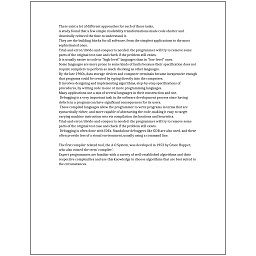 There exist a lot of different approaches for each of those tasks.
A study found that a few simple readability transformations made code shorter and
drastically reduced the time to understand it.
They are the building blocks for all software, from the simplest applications to the most
sophisticated ones.
Trial-and-error/divide-and-conquer is needed: the programmer will try to remove some
parts of the original test case and check if the problem still exists.
It is usually easier to code in "high-level" languages than in "low-level" ones.
Some languages are more prone to some kinds of faults because their specification does not
require compilers to perform as much checking as other languages.
By the late 1960s, data storage devices and computer terminals became inexpensive enough
that programs could be created by typing directly into the computers.
It involves designing and implementing algorithms, step-by-step specifications of
procedures, by writing code in one or more programming languages.
Many applications use a mix of several languages in their construction and use.
Debugging is a very important task in the software development process since having
defects in a program can have significant consequences for its users.
These compiled languages allow the programmer to write programs in terms that are
syntactically richer, and more capable of abstracting the code, making it easy to target
varying machine instruction sets via compilation declarations and heuristics.
Trial-and-error/divide-and-conquer is needed: the programmer will try to remove some
parts of the original test case and check if the problem still exists.
Debugging is often done with IDEs. Standalone debuggers like GDB are also used, and these
often provide less of a visual environment, usually using a command line.
The first compiler related tool, the A-0 System, was developed in 1952 by Grace Hopper,
who also coined the term 'compiler'.
Expert programmers are familiar with a variety of well-established algorithms and their
respective complexities and use this knowledge to choose algorithms that are best suited to
the circumstances.